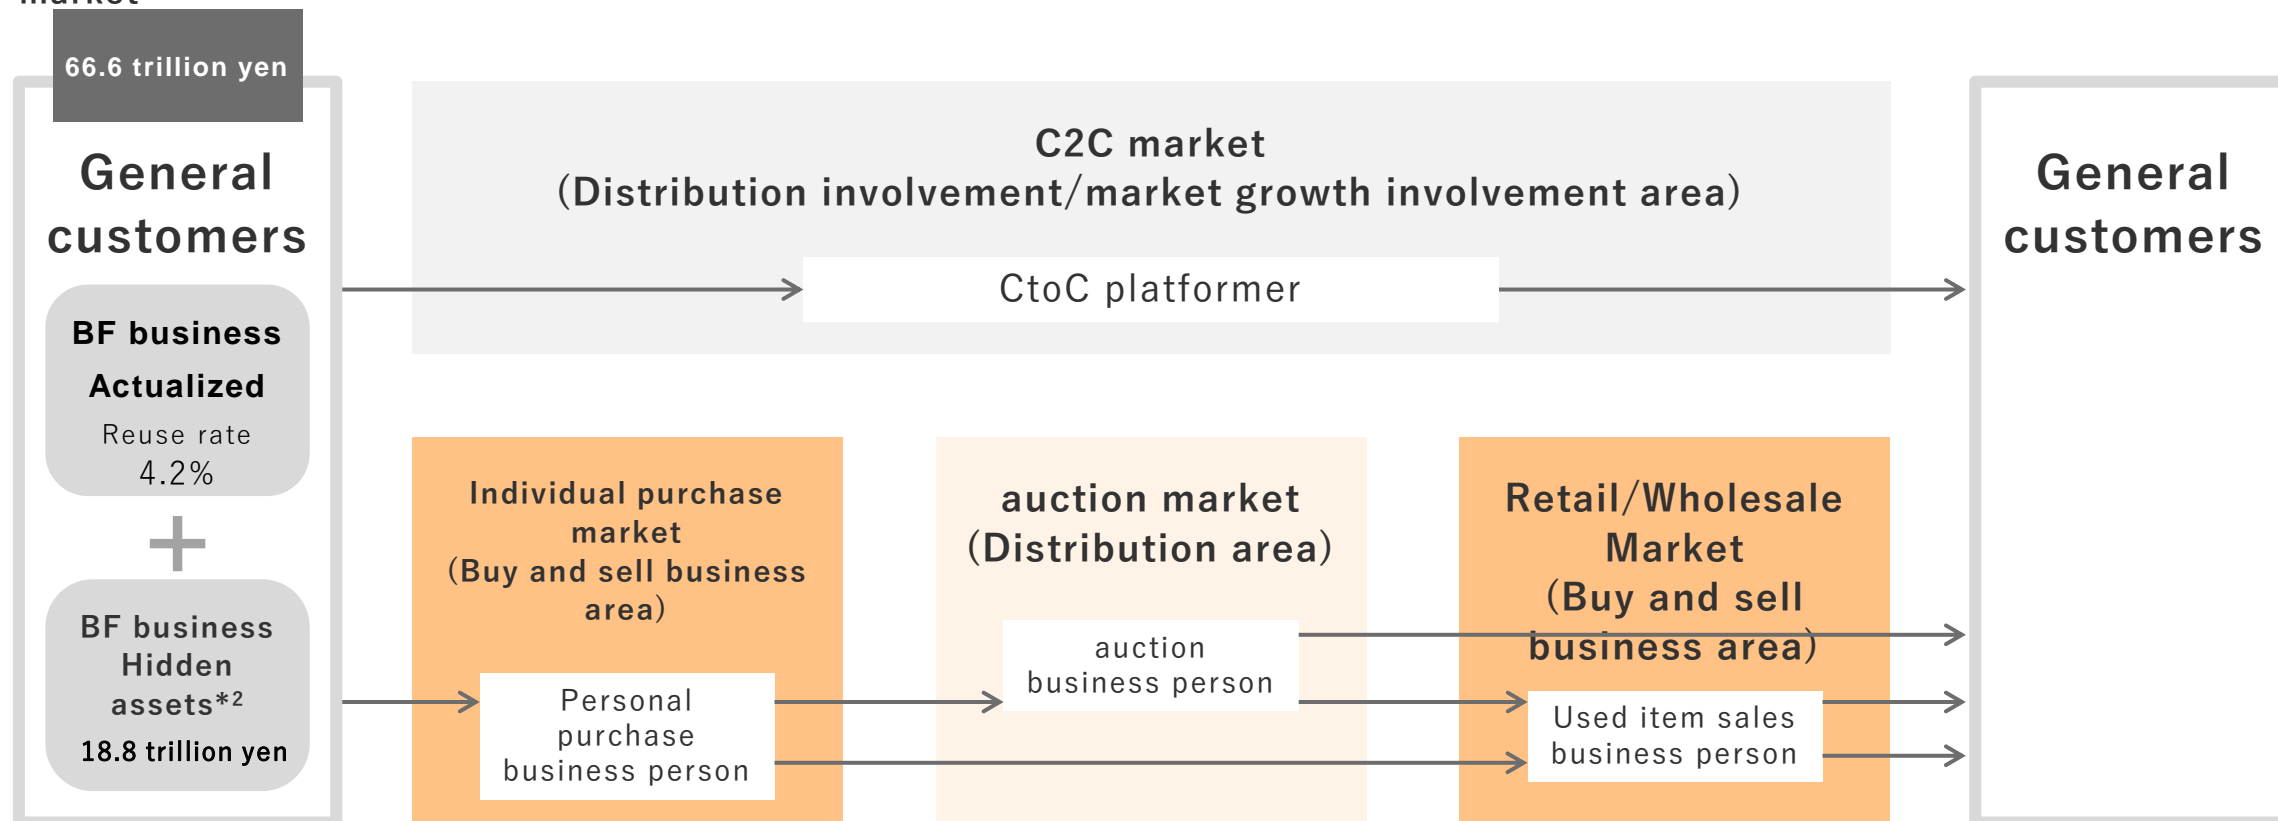 market
66.6 trillion yen
General
customers
BF business
Actualized
Reuse rate
4.2%
+
BF business
Hidden
assets*2
18.8 trillion yen
C2C market
(Distribution involvement/market growth involvement area)
CtoC platformer
Individual purchase
market
(Buy and sell business
area)
Personal
purchase
business person
auction market
(Distribution area)
auction
business person
Retail/Wholesale
Market
(Buy and sell
business area)
Used item sales
business person
General
customers